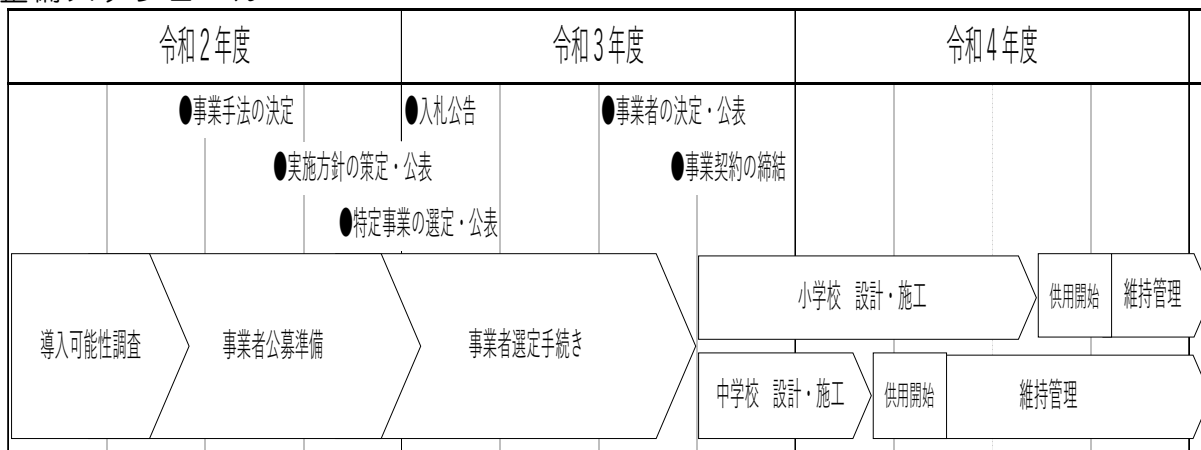 令和2年度 令和3年度 令和4年度
●事業手法の決定 ●入札公告 ●事業者の決定・公表
●実施方針の策定・公表 ●事業契約の締結
●特定事業の選定・公表
小学校 設計・施工 供用開始 維持管理
導入可能性調査 事業者公募準備 事業者選定手続き
中学校 設計・施工 供用開始 維持管理